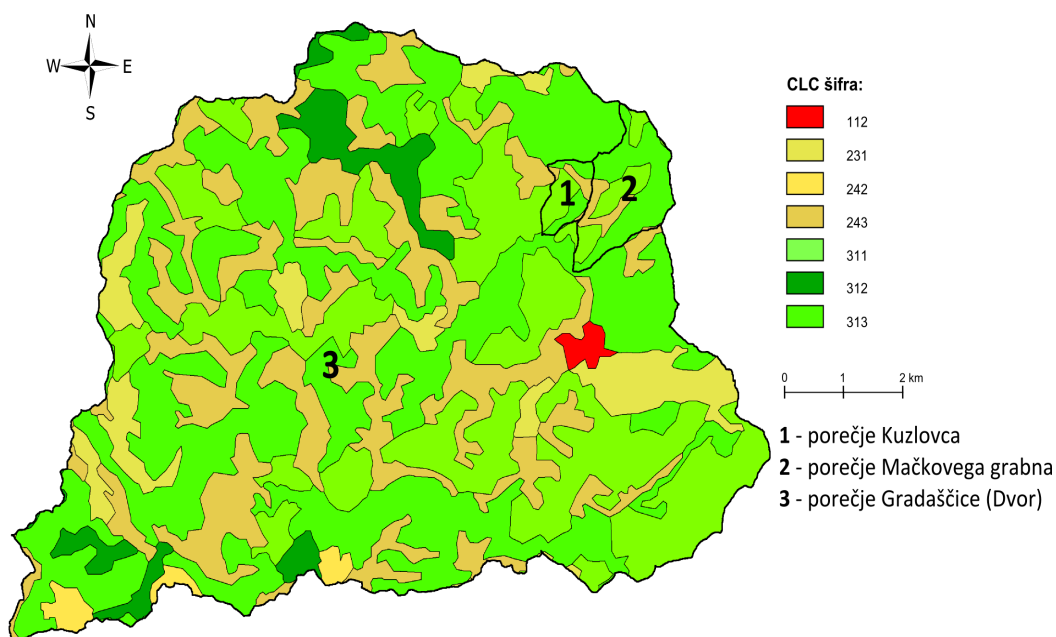 N
W E
S
1
2
3
CLC šifra:
112
231
242
243
311
312
313
0 1 2 km
1 - porečje Kuzlovca
2 - porečje Mačkovega grabna
3 - porečje Gradaščice (Dvor)